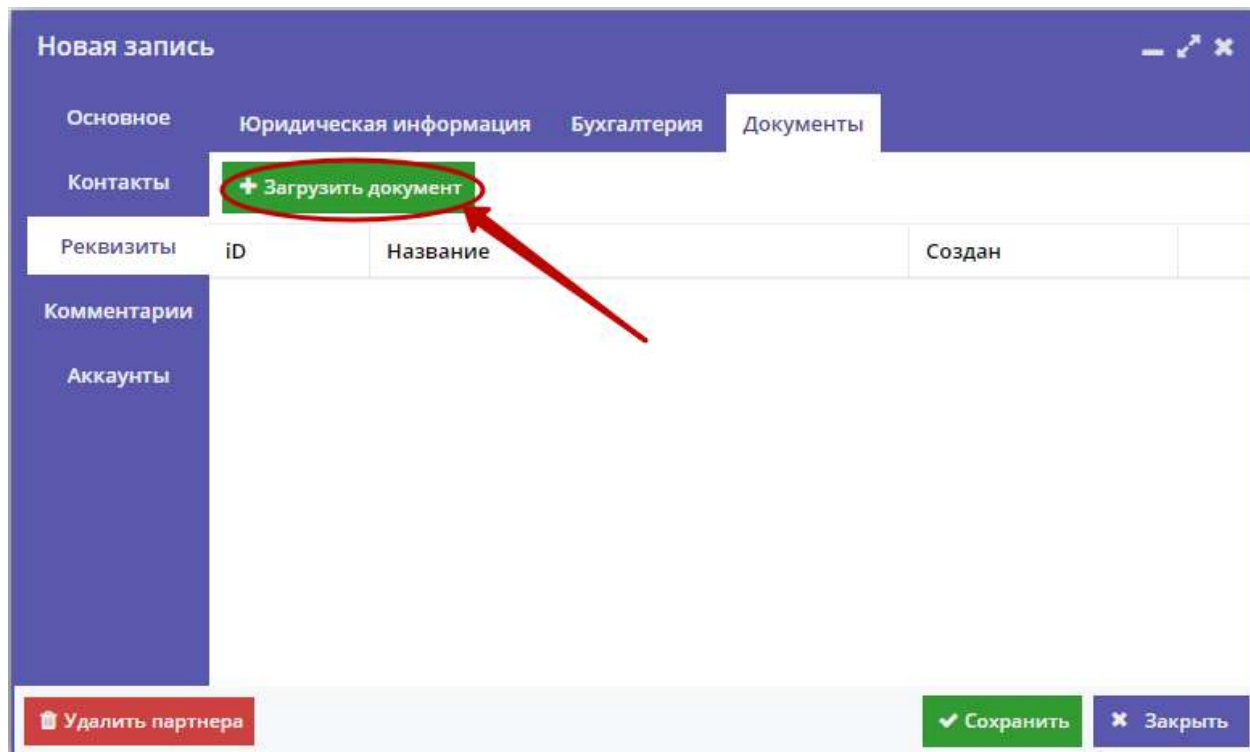 Новая запись
Основное
Юридическая информация Бухгалтерия Документы
Контакты
+ Загрузить документ
Реквизиты
iD Название Создан
Комментарии
Аккаунты
Удалить партнера
Сохранить
Закрыть